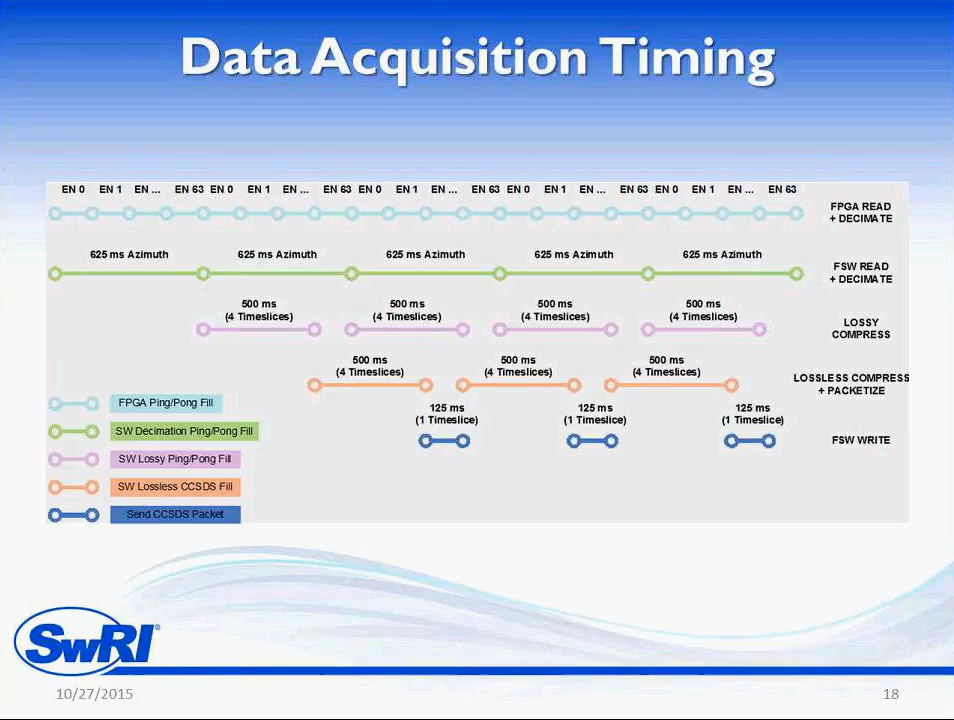 Data Acquisition Timing
EN 0 EN 1 EN ... EN 63 EN 0 EN 1 EN ... EN 63 EN 0 EN 1 EN ... EN 63 EN 0 EN 1 EN ... EN 63 EN 0 EN 1 EN ... EN 63
FPGA READ
+ DECIMATE
625 ms Azimuth 625 ms Azimuth 625 ms Azimuth 625 ms Azimuth 625 ms Azimuth
FSW READ
+ DECIMATE
500 ms 500 ms 500 ms 500 ms
(4 Timeslices) (4 Timeslices) (4 Timeslices) (4 Timeslices)
LOSSY
COMPRESS
500 ms 500 ms 500 ms
(4 Timeslices) (4 Timeslices) (4 Timeslices)
LOSSLESS COMPRESS
+ PACKETIZE
125 ms 125 ms 125 ms
(1 Timeslice) (1 Timeslice) (1 Timeslice)
FSW WRITE
FPGA Ping/Pong Fill
SW Decimation Ping/Pong Fill
SW Lossy Ping/Pong Fill
SW Lossless CCSDS Fill
Send CCSDS Packet
SwRI®
10/27/2015
18